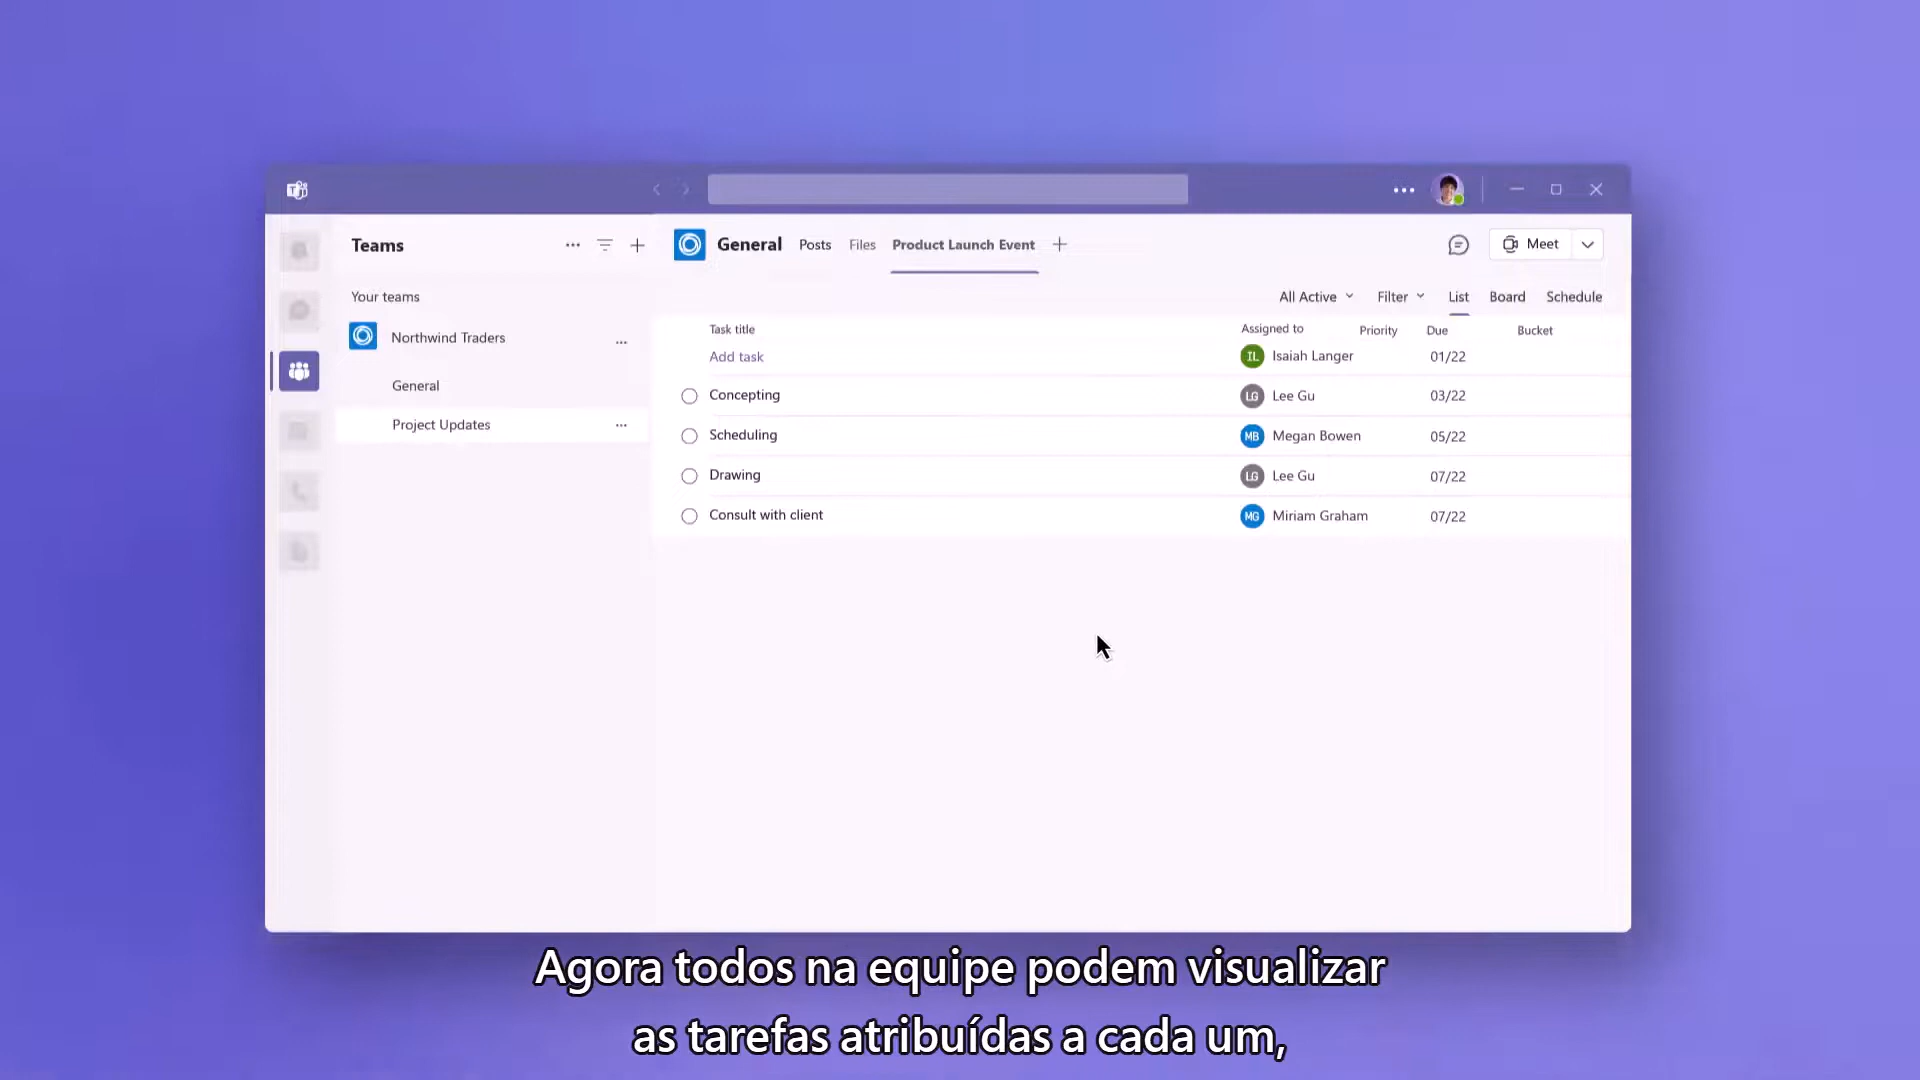 Teams
General
Posts
Files
Product Launch Event
Meet
Your teams
All Active
Filter
List
Board
Schedule
Northwind Traders
General
Project Updates
Task title
Assigned to
Priority
Due
Bucket
Add task
IL Isaiah Langer
01/22
Concepting
LG Lee Gu
03/22
Scheduling
MB Megan Bowen
05/22
Drawing
LG Lee Gu
07/22
Consult with client
MG Miriam Graham
07/22
Agora todos na equipe podem visualizar
as tarefas atribuídas a cada um,